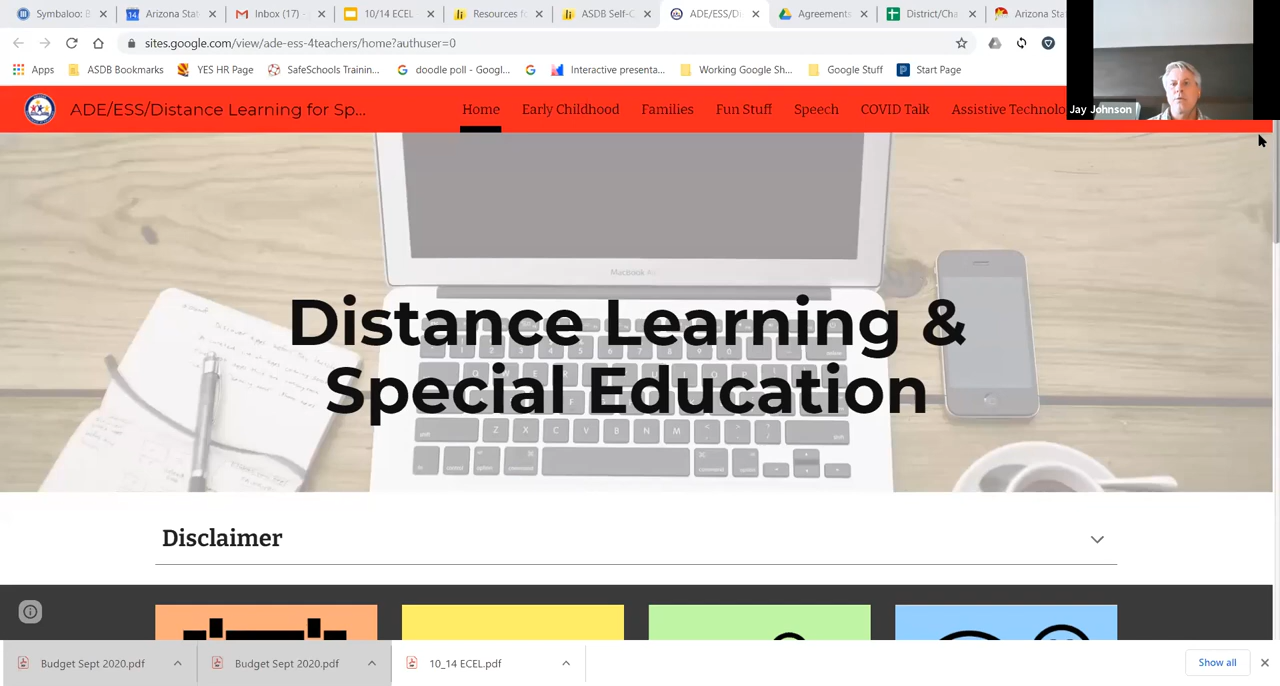 Symbaloo: B
Arizona Stat
Inbox (17) -
10/14 ECEL
Resources fo
ASDB Self-C
ADE/ESS/Di
Agreements
District/Cha
Arizona Sta
sites.google.com/view/ade-ess-4teachers/home?authuser=0
Apps
ASDB Bookmarks
YES HR Page
SafeSchools Trainin...
doodle poll - Googl...
Interactive presenta...
Working Google Sh...
Google Stuff
Start Page
Jay Johnson
ADE/ESS/Distance Learning for Sp...
Home
Early Childhood
Families
Fun Stuff
Speech
COVID Talk
Assistive Technolo
Distance Learning &
Special Education
Disclaimer
Budget Sept 2020.pdf
Budget Sept 2020.pdf
10_14 ECEL.pdf
Show all